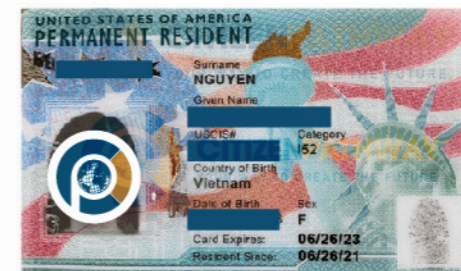 UNITED STATES OF AMERICA
PERMANENT RESIDENT
Surname
NGUYEN
Given Name
USCIS# Category
I52
Country of Birth
Vietnam
Date of Birth Sex
F
Card Expires: 06/26/23
Resident Since: 06/26/21